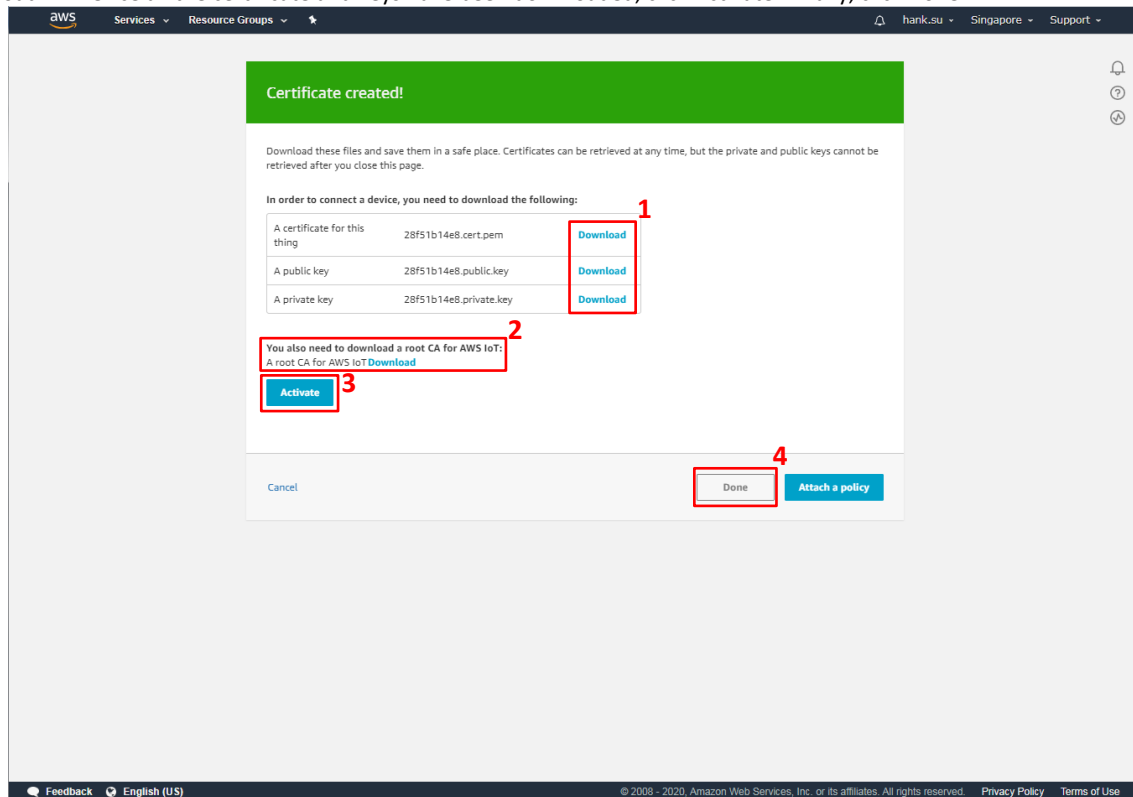 aws Services Resource Groups hank.su Singapore Support
Certificate created!
Download these files and save them in a safe place. Certificates can be retrieved at any time, but the private and public keys cannot be
retrieved after you close this page.
In order to connect a device, you need to download the following:
1
A certificate for this
thing
28f51b14e8.cert.pem Download
A public key 28f51b14e8.public.key Download
A private key 28f51b14e8.private.key Download
2
You also need to download a root CA for AWS IoT:
A root CA for AWS IoT Download
Activate 3
4
Cancel Done Attach a policy
Feedback English (US) © 2008 - 2020, Amazon Web Services, Inc. or its affiliates. All rights reserved. Privacy Policy Terms of Use